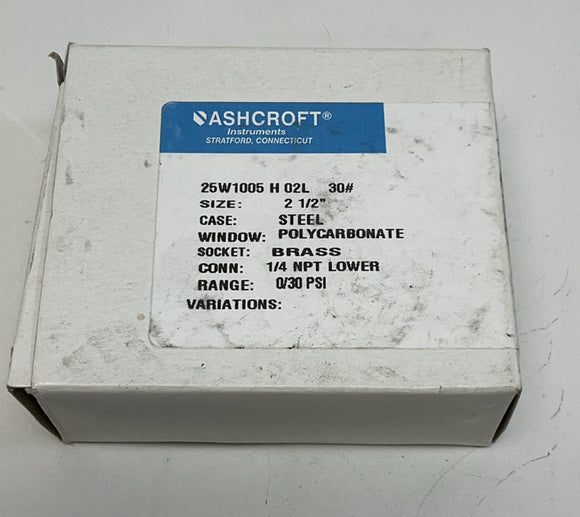 ASHCROFT®
Instruments
STRATFORD, CONNECTICUT
25W1005 H 02L 30#
SIZE: 2 1/2"
CASE: STEEL
WINDOW: POLYCARBONATE
SOCKET: BRASS
CONN: 1/4 NPT LOWER
RANGE: 0/30 PSI
VARIATIONS: